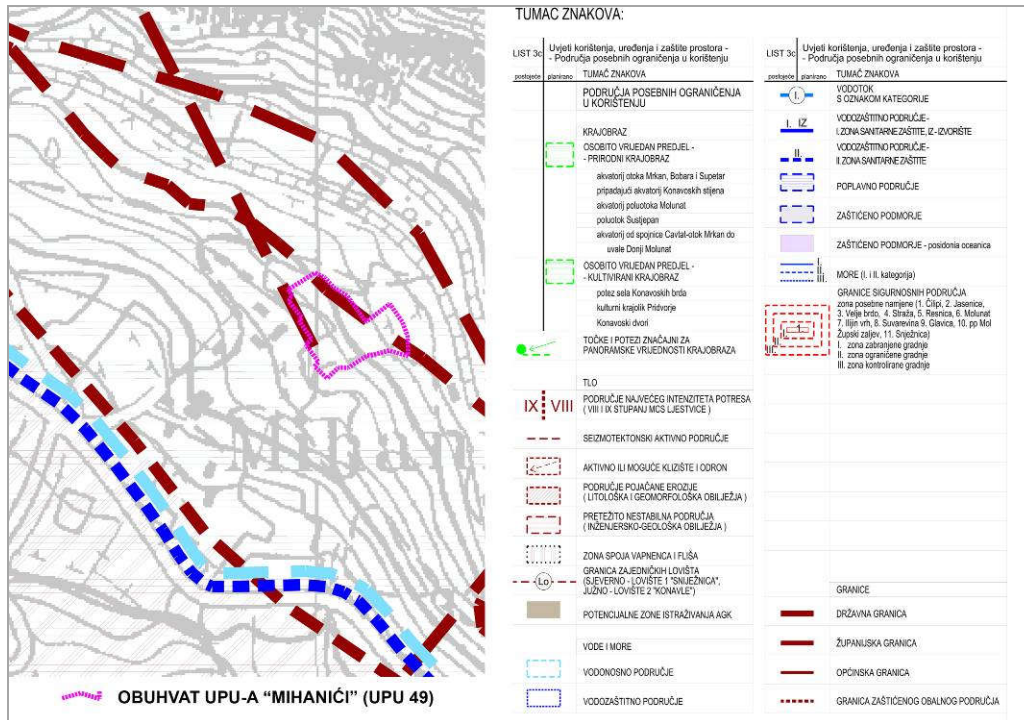 OBUHVAT UPU-A “MIHANIĆI” (UPU 49)
TUMAČ ZNAKOVA:
LIST 3c
Uvjeti korištenja, uređenja i zaštite prostora -
- Područja posebnih ograničenja u korištenju
postojeće planirano TUMAČ ZNAKOVA
PODRUČJA POSEBNIH OGRANIČENJA
U KORIŠTENJU
KRAJOBRAZ
OSOBITO VRIJEDAN PREDJEL -
- PRIRODNI KRAJOBRAZ
akvatorij otoka Mrkan, Bobara i Supetar
pripadajući akvatorij Konavoskih stijena
akvatorij poluotoka Molunat
poluotok Sustjepan
akvatorij od spojnice Cavtat-otok Mrkan do
uvale Donji Molunat
OSOBITO VRIJEDAN PREDJEL -
- KULTIVIRANI KRAJOBRAZ
potez sela Konavoskih brda
kulturni krajolik Pridvorje
Konavoski dvori
TOČKE I POTEZI ZNAČAJNI ZA
PANORAMSKE VRIJEDNOSTI KRAJOBRAZA
TLO
IX VIII
PODRUČJE NAJVEĆEG INTENZITETA POTRESA
( VIII I IX STUPANJ MCS LJESTVICE )
SEIZMOTEKTONSKI AKTIVNO PODRUČJE
AKTIVNO ILI MOGUĆE KLIZIŠTE I ODRON
PODRUČJE POJAČANE EROZIJE
( LITOLOŠKA I GEOMORFOLOŠKA OBILJEŽJA )
PRETEŽITO NESTABILNA PODRUČJA
( INŽENJERSKO-GEOLOŠKA OBILJEŽJA )
ZONA SPOJA VAPNENCA I FLIŠA
Lo
GRANICA ZAJEDNIČKIH LOVIŠTA
(SJEVERNO - LOVIŠTE 1 "SNIJEŽNICA",
JUŽNO - LOVIŠTE 2 "KONAVLE")
POTENCIJALNE ZONE ISTRAŽIVANJA AGK
VODE I MORE
VODONOSNO PODRUČJE
VODOZAŠTITNO PODRUČJE
LIST 3c
Uvjeti korištenja, uređenja i zaštite prostora -
- Područja posebnih ograničenja u korištenju
postojeće planirano TUMAČ ZNAKOVA
I.
VODOTOK
S OZNAKOM KATEGORIJE
I. IZ
VODOZAŠTITNO PODRUČJE-
I. ZONA SANITARNE ZAŠTITE, IZ - IZVORIŠTE
II.
VODOZAŠTITNO PODRUČJE -
II. ZONA SANITARNE ZAŠTITE
POPLAVNO PODRUČJE
ZAŠTIĆENO PODMORJE
ZAŠTIĆENO PODMORJE - posidonia oceanica
I.
II.
III.
MORE (I. i II. kategorija)
GRANICE SIGURNOSNIH PODRUČJA
zona posebne namjene (1. Čilipi, 2. Jasenice,
3. Velje brdo, 4. Straža, 5. Resnica, 6. Molunat
7. Ilijin vrh, 8. Suvarevina 9. Glavica, 10. pp Mol
Župski zaljev, 11. Sniježnica)
I. zona zabranjene gradnje
II. zona ograničene gradnje
III. zona kontrolirane gradnje
1.
I.
II.
III.
GRANICE
DRŽAVNA GRANICA
ŽUPANIJSKA GRANICA
OPĆINSKA GRANICA
GRANICA ZAŠTIĆENOG OBALNOG PODRUČJA